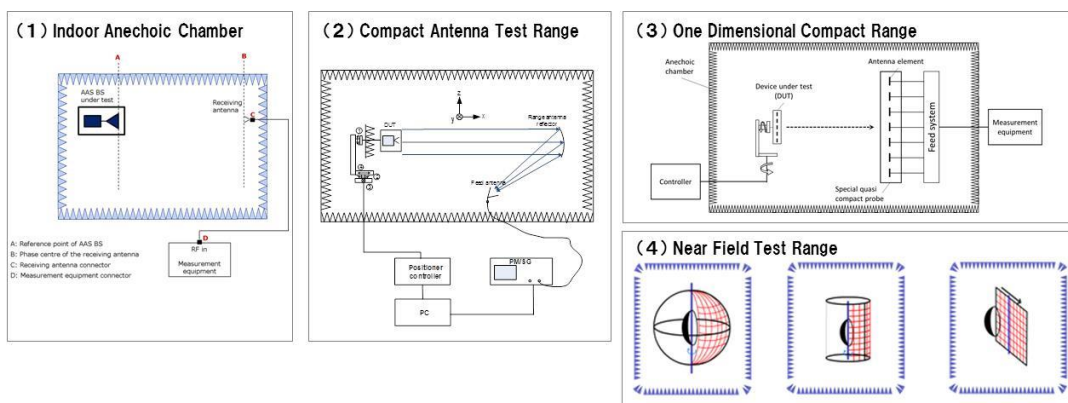 (1) Indoor Anechoic Chamber
A
B
AAS BS
under test
Receiving
antenna
C
D
RF in
Measurement
equipment
A: Reference point of AAS BS
B: Phase centre of the receiving antenna
C: Receiving antenna connector
D: Measurement equipment connector
(2) Compact Antenna Test Range
z
y
x
DUT
Range antenna
reflector
Feed antenna
Positioner
controller
PC
PM/SG
(3) One Dimensional Compact Range
Anechoic
chamber
Antenna element
Device under test
(DUT)
Feed system
Measurement
equipment
Controller
Special quasi
compact probe
(4) Near Field Test Range